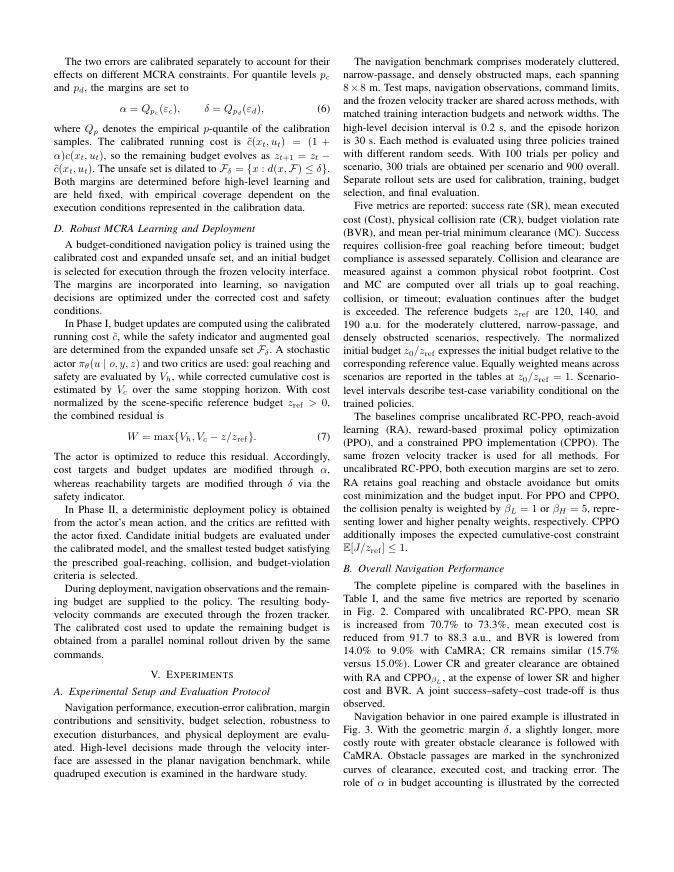 The two errors are calibrated separately to account for their
effects on different MCRA constraints. For quantile levels p_c
and p_d, the margins are set to
α = Q_{p_c}(ε_c),    δ = Q_{p_d}(ε_d),    (6)
where Q_p denotes the empirical p-quantile of the calibration
samples. The calibrated running cost is c̃(x_t, u_t) = (1 +
α)c(x_t, u_t), so the remaining budget evolves as z_{t+1} = z_t −
c̃(x_t, u_t). The unsafe set is dilated to F_δ = {x : d(x, F) ≤ δ}.
Both margins are determined before high-level learning and
are held fixed, with empirical coverage dependent on the
execution conditions represented in the calibration data.
D. Robust MCRA Learning and Deployment
A budget-conditioned navigation policy is trained using the
calibrated cost and expanded unsafe set, and an initial budget
is selected for execution through the frozen velocity interface.
The margins are incorporated into learning, so navigation
decisions are optimized under the corrected cost and safety
conditions.
In Phase I, budget updates are computed using the calibrated
running cost c̃, while the safety indicator and augmented goal
are determined from the expanded unsafe set F_δ. A stochastic
actor π_θ(u | o, y, z) and two critics are used: goal reaching and
safety are evaluated by V_h, while corrected cumulative cost is
estimated by V_c over the same stopping horizon. With cost
normalized by the scene-specific reference budget z_ref > 0,
the combined residual is
W = max{V_h, V_c − z/z_ref}.    (7)
The actor is optimized to reduce this residual. Accordingly,
cost targets and budget updates are modified through α,
whereas reachability targets are modified through δ via the
safety indicator.
In Phase II, a deterministic deployment policy is obtained
from the actor's mean action, and the critics are refitted with
the actor fixed. Candidate initial budgets are evaluated under
the calibrated model, and the smallest tested budget satisfying
the prescribed goal-reaching, collision, and budget-violation
criteria is selected.
During deployment, navigation observations and the remain-
ing budget are supplied to the policy. The resulting body-
velocity commands are executed through the frozen tracker.
The calibrated cost used to update the remaining budget is
obtained from a parallel nominal rollout driven by the same
commands.
V. EXPERIMENTS
A. Experimental Setup and Evaluation Protocol
Navigation performance, execution-error calibration, margin
contributions and sensitivity, budget selection, robustness to
execution disturbances, and physical deployment are evalu-
ated. High-level decisions made through the velocity inter-
face are assessed in the planar navigation benchmark, while
quadruped execution is examined in the hardware study.
The navigation benchmark comprises moderately cluttered,
narrow-passage, and densely obstructed maps, each spanning
8 × 8 m. Test maps, navigation observations, command limits,
and the frozen velocity tracker are shared across methods, with
matched training interaction budgets and network widths. The
high-level decision interval is 0.2 s, and the episode horizon
is 30 s. Each method is evaluated using three policies trained
with different random seeds. With 100 trials per policy and
scenario, 300 trials are obtained per scenario and 900 overall.
Separate rollout sets are used for calibration, training, budget
selection, and final evaluation.
Five metrics are reported: success rate (SR), mean executed
cost (Cost), physical collision rate (CR), budget violation rate
(BVR), and mean per-trial minimum clearance (MC). Success
requires collision-free goal reaching before timeout; budget
compliance is assessed separately. Collision and clearance are
measured against a common physical robot footprint. Cost
and MC are computed over all trials up to goal reaching,
collision, or timeout; evaluation continues after the budget
is exceeded. The reference budgets z_ref are 120, 140, and
190 a.u. for the moderately cluttered, narrow-passage, and
densely obstructed scenarios, respectively. The normalized
initial budget z_0/z_ref expresses the initial budget relative to the
corresponding reference value. Equally weighted means across
scenarios are reported in the tables at z_0/z_ref = 1. Scenario-
level intervals describe test-case variability conditional on the
trained policies.
The baselines comprise uncalibrated RC-PPO, reach-avoid
learning (RA), reward-based proximal policy optimization
(PPO), and a constrained PPO implementation (CPPO). The
same frozen velocity tracker is used for all methods. For
uncalibrated RC-PPO, both execution margins are set to zero.
RA retains goal reaching and obstacle avoidance but omits
cost minimization and the budget input. For PPO and CPPO,
the collision penalty is weighted by β_L = 1 or β_H = 5, repre-
senting lower and higher penalty weights, respectively. CPPO
additionally imposes the expected cumulative-cost constraint
𝔼[J/z_ref] ≤ 1.
B. Overall Navigation Performance
The complete pipeline is compared with the baselines in
Table I, and the same five metrics are reported by scenario
in Fig. 2. Compared with uncalibrated RC-PPO, mean SR
is increased from 70.7% to 73.3%, mean executed cost is
reduced from 91.7 to 88.3 a.u., and BVR is lowered from
14.0% to 9.0% with CaMRA; CR remains similar (15.7%
versus 15.0%). Lower CR and greater clearance are obtained
with RA and CPPO_{β_L}, at the expense of lower SR and higher
cost and BVR. A joint success–safety–cost trade-off is thus
observed.
Navigation behavior in one paired example is illustrated in
Fig. 3. With the geometric margin δ, a slightly longer, more
costly route with greater obstacle clearance is followed with
CaMRA. Obstacle passages are marked in the synchronized
curves of clearance, executed cost, and tracking error. The
role of α in budget accounting is illustrated by the corrected